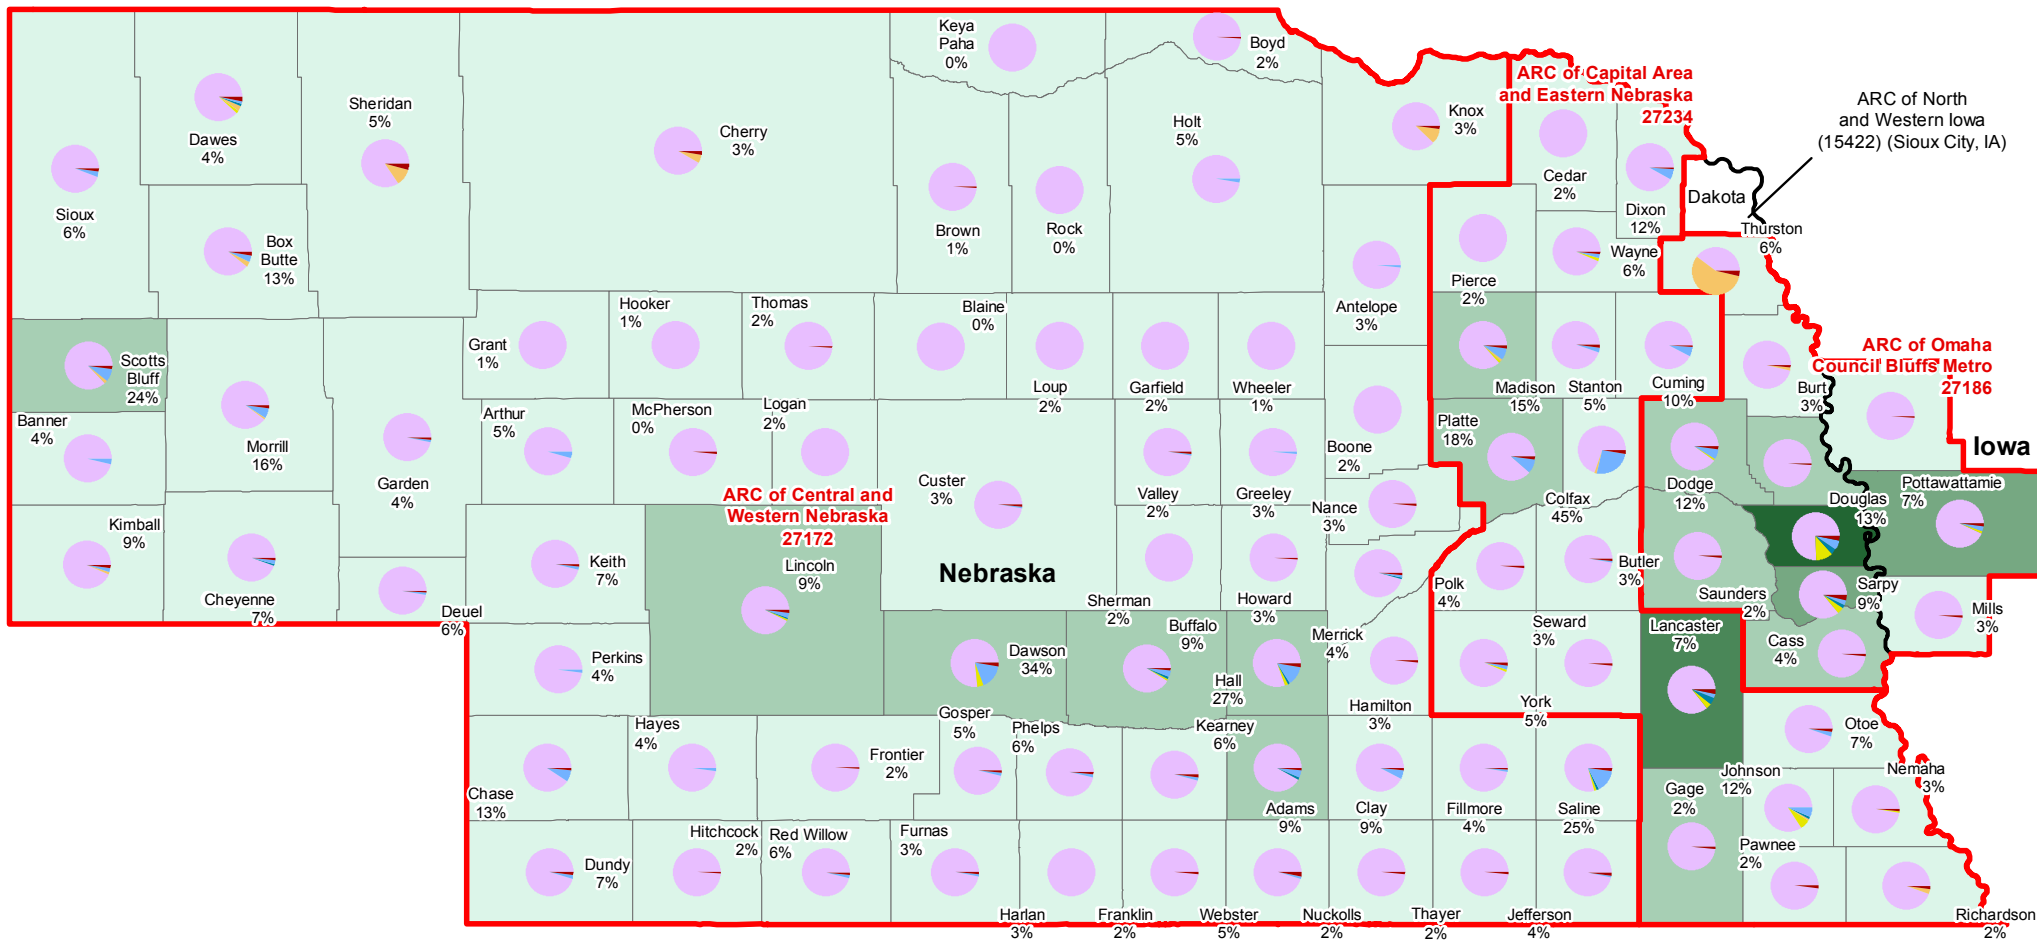 Keya
Paha
0%
Boyd
2%
ARC of Capital Area
and Eastern Nebraska
27234
ARC of North
and Western Iowa
(15422) (Sioux City, IA)
Sheridan
5%
Dawes
4%
Cherry
3%
Holt
5%
Knox
3%
Cedar
2%
Dakota
Sioux
6%
Box
Butte
13%
Brown
1%
Rock
0%
Dixon
12%
Thurston
6%
Wayne
6%
Pierce
2%
Antelope
3%
Hooker
1%
Thomas
2%
Blaine
0%
Grant
1%
ARC of Omaha
Council Bluffs Metro
27186
Scotts
Bluff
24%
Loup
2%
Garfield
2%
Wheeler
1%
Madison
15%
Stanton
5%
Cuming
10%
Burt
3%
Banner
4%
Morrill
16%
Garden
4%
Arthur
5%
McPherson
0%
Logan
2%
Boone
2%
Platte
18%
Iowa
Custer
3%
Valley
2%
Greeley
3%
Nance
3%
Colfax
45%
Dodge
12%
Douglas
13%
Pottawattamie
7%
ARC of Central and
Western Nebraska
27172
Kimball
9%
Cheyenne
7%
Keith
7%
Lincoln
9%
Nebraska
Polk
4%
Butler
3%
Saunders
2%
Sarpy
9%
Mills
3%
Deuel
6%
Sherman
2%
Howard
3%
Merrick
4%
Seward
3%
Lancaster
7%
Cass
4%
Perkins
4%
Dawson
34%
Buffalo
9%
Hall
27%
Hamilton
3%
York
5%
Hayes
4%
Frontier
2%
Gosper
5%
Phelps
6%
Kearney
6%
Otoe
7%
Chase
13%
Adams
9%
Clay
9%
Fillmore
4%
Saline
25%
Gage
2%
Johnson
12%
Nemaha
3%
Dundy
7%
Hitchcock
2%
Red Willow
6%
Furnas
3%
Pawnee
2%
Harlan
3%
Franklin
2%
Webster
5%
Nuckolls
2%
Thayer
2%
Jefferson
4%
Richardson
2%